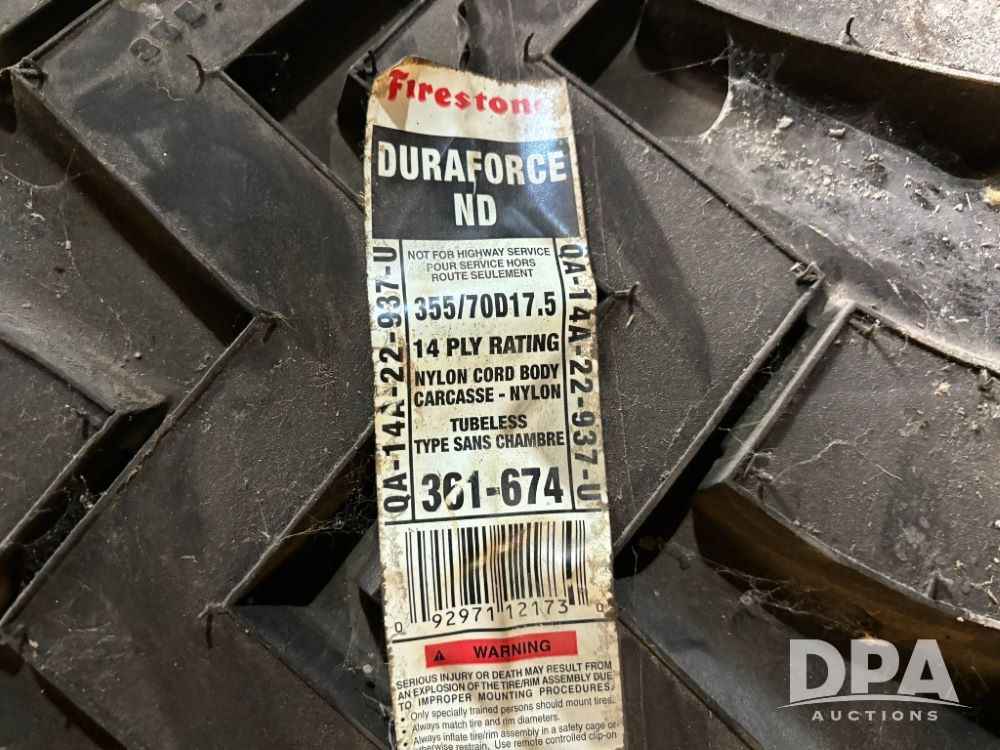 Firestone
DURAFORCE
ND
QA-14A-22-937-U
NOT FOR HIGHWAY SERVICE
POUR SERVICE HORS
ROUTE SEULEMENT
355/70D17.5
14 PLY RATING
NYLON CORD BODY
CARCASSE - NYLON
TUBELESS
TYPE SANS CHAMBRE
361-674
QA-14A-22-937-U
0 92971 12173 0
WARNING
SERIOUS INJURY OR DEATH MAY RESULT FROM
AN EXPLOSION OF THE TIRE/RIM ASSEMBLY DUE
TO IMPROPER MOUNTING PROCEDURES.
· Only specially trained persons should mount tires.
· Always match tire and rim diameters.
· Always inflate tire/rim assembly in a safety cage or
otherwise restrain. Use remote controlled clip-on
DPA
AUCTIONS